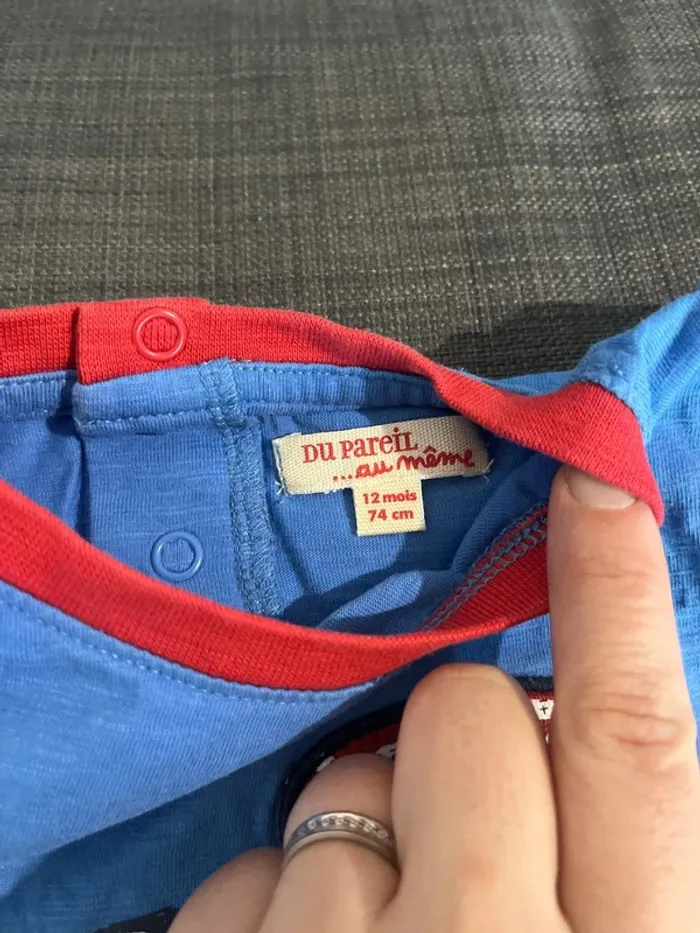 DU PAREIL
...au même
12 mois
74 cm